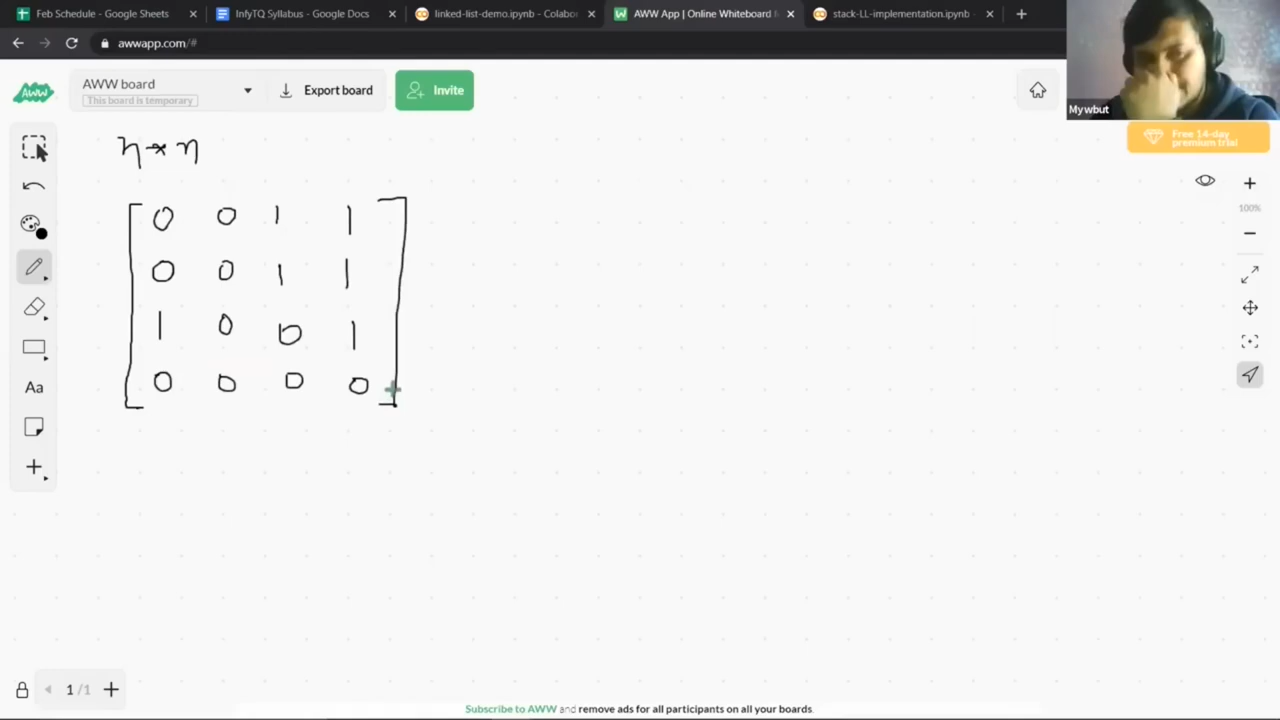 Feb Schedule - Google Sheets
InfyTQ Syllabus - Google Docs
linked-list-demo.ipynb - Colabor
AWW App | Online Whiteboard
stack-LL-implementation.ipynb -
awwapp.com/#
AWW
AWW board
This board is temporary
Export board
Invite
Mywbut
Free 14-day
premium trial
n * n
0 0 1 1
0 0 1 1
1 0 0 1
0 0 0 0
100%
Aa
1 / 1
Subscribe to AWW and remove ads for all participants on all your boards.